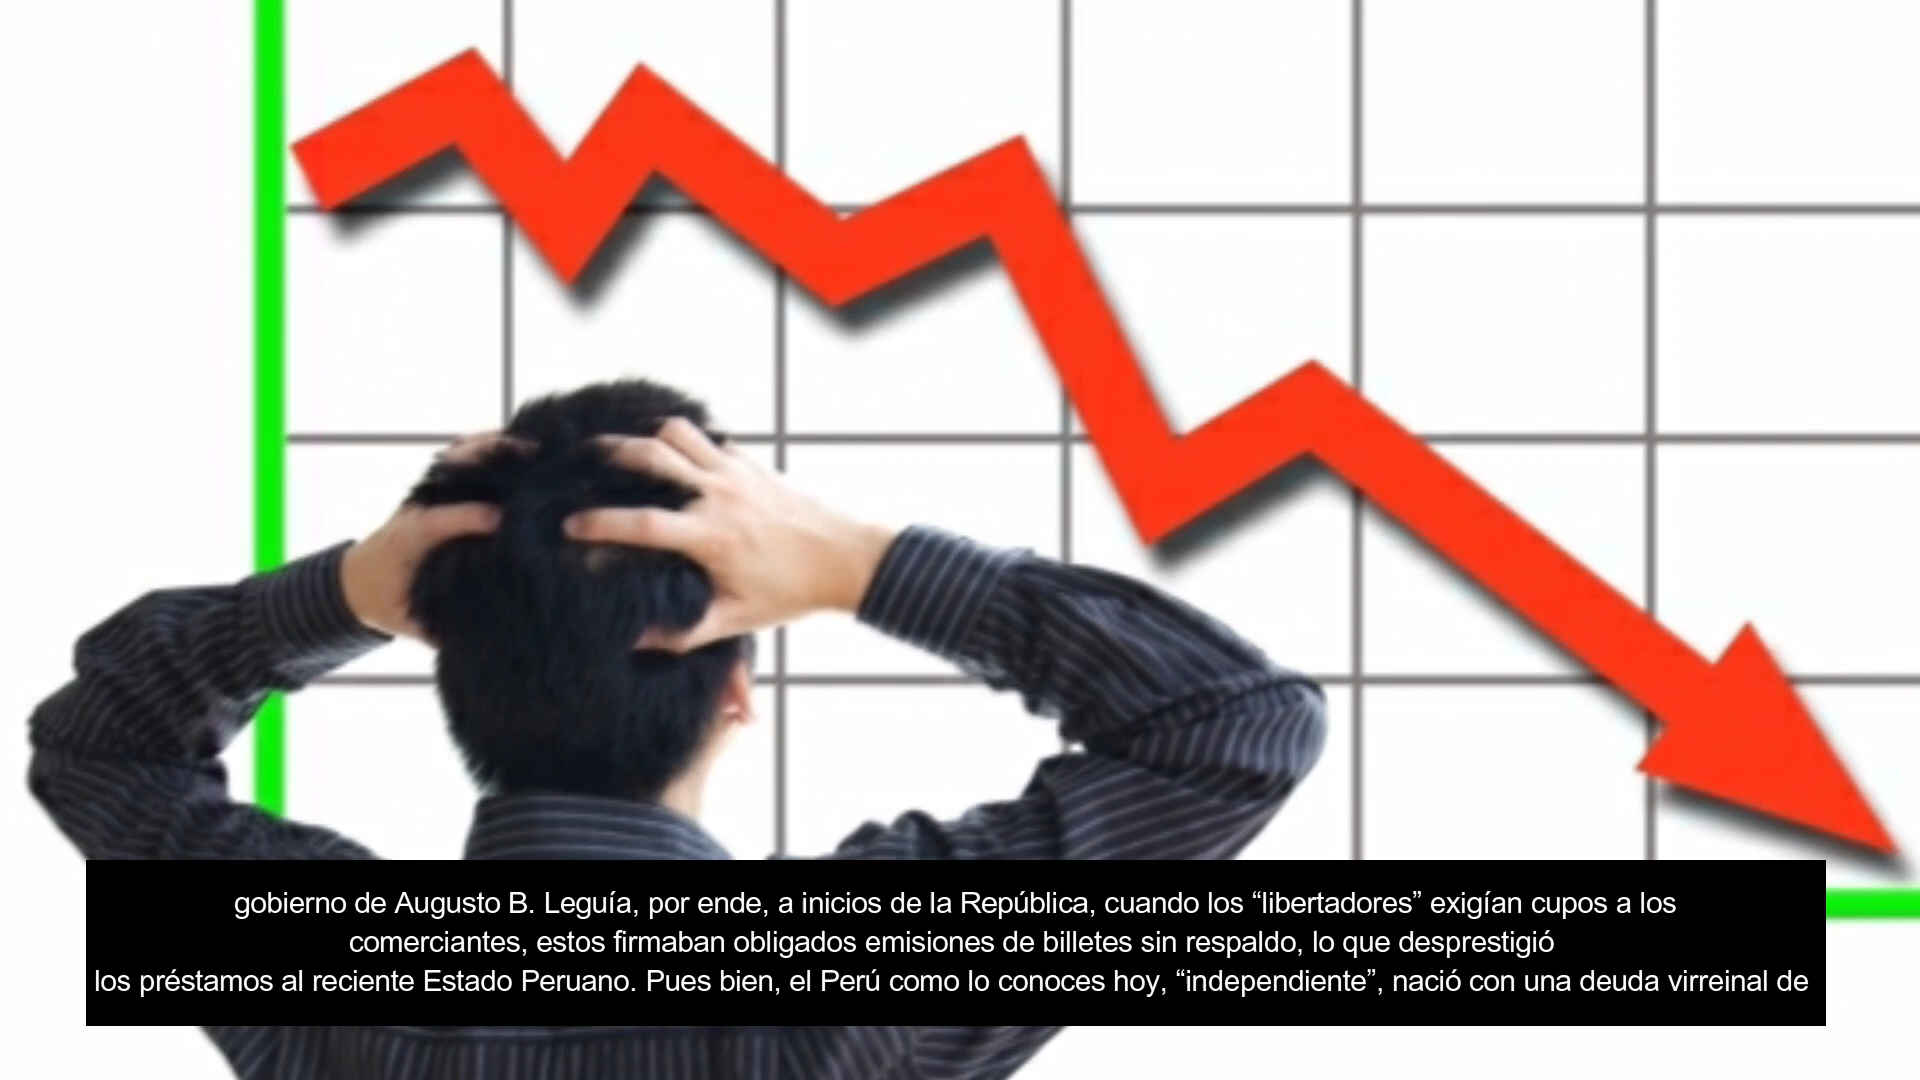 gobierno de Augusto B. Leguía, por ende, a inicios de la República, cuando los “libertadores” exigían cupos a los
comerciantes, estos firmaban obligados emisiones de billetes sin respaldo, lo que desprestigió
los préstamos al reciente Estado Peruano. Pues bien, el Perú como lo conoces hoy, “independiente”, nació con una deuda virreinal de